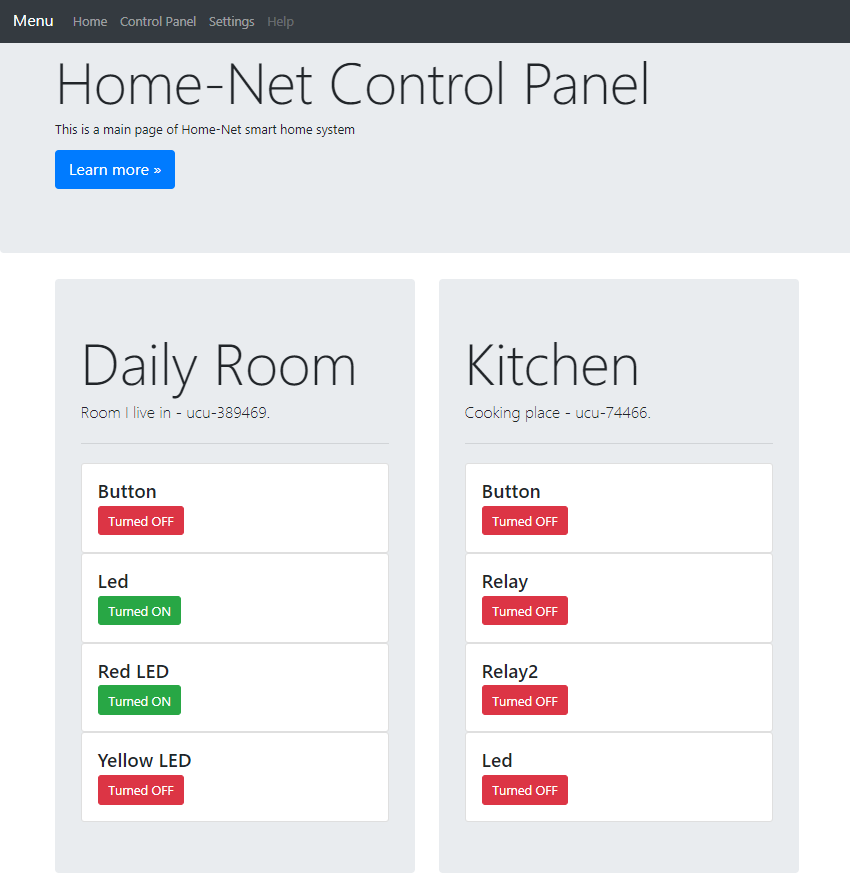 Menu Home Control Panel Settings Help
Home-Net Control Panel
This is a main page of Home-Net smart home system
Learn more »
Daily Room
Room I live in - ucu-389469.
Button
Turned OFF
Led
Turned ON
Red LED
Turned ON
Yellow LED
Turned OFF
Kitchen
Cooking place - ucu-74466.
Button
Turned OFF
Relay
Turned OFF
Relay2
Turned OFF
Led
Turned OFF